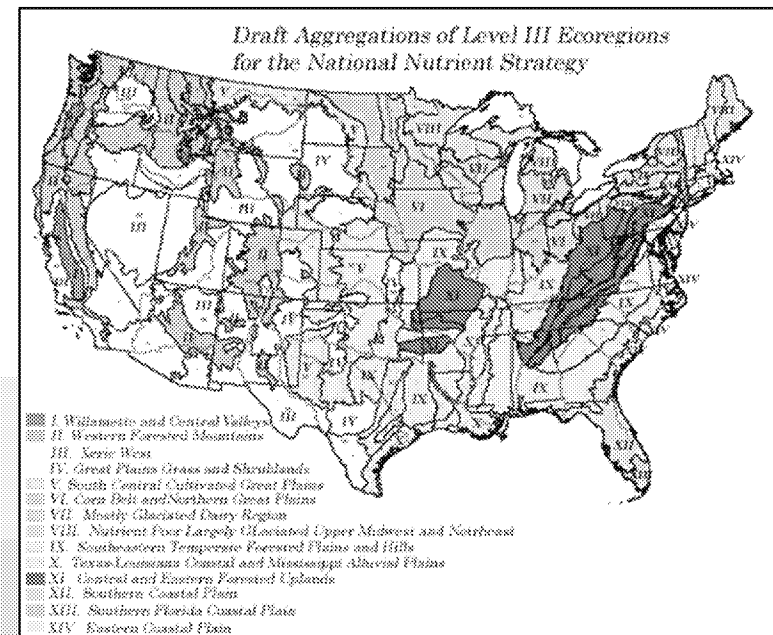 Draft Aggregations of Level III Ecoregions
for the National Nutrient Strategy
I. Willamette and Central Valleys
II. Western Forested Mountains
III. Xeric West
IV. Great Plains Grass and Shrublands
V. South Central Cultivated Great Plains
VI. Corn Belt and Northern Great Plains
VII. Mostly Glaciated Dairy Region
VIII. Nutrient Poor Largely Glaciated Upper Midwest and Northeast
IX. Southeastern Temperate Forested Plains and Hills
X. Texas-Louisiana Coastal and Mississippi Alluvial Plains
XI. Central and Eastern Forested Uplands
XII. Southern Coastal Plain
XIII. Southern Florida Coastal Plain
XIV. Eastern Coastal Plain